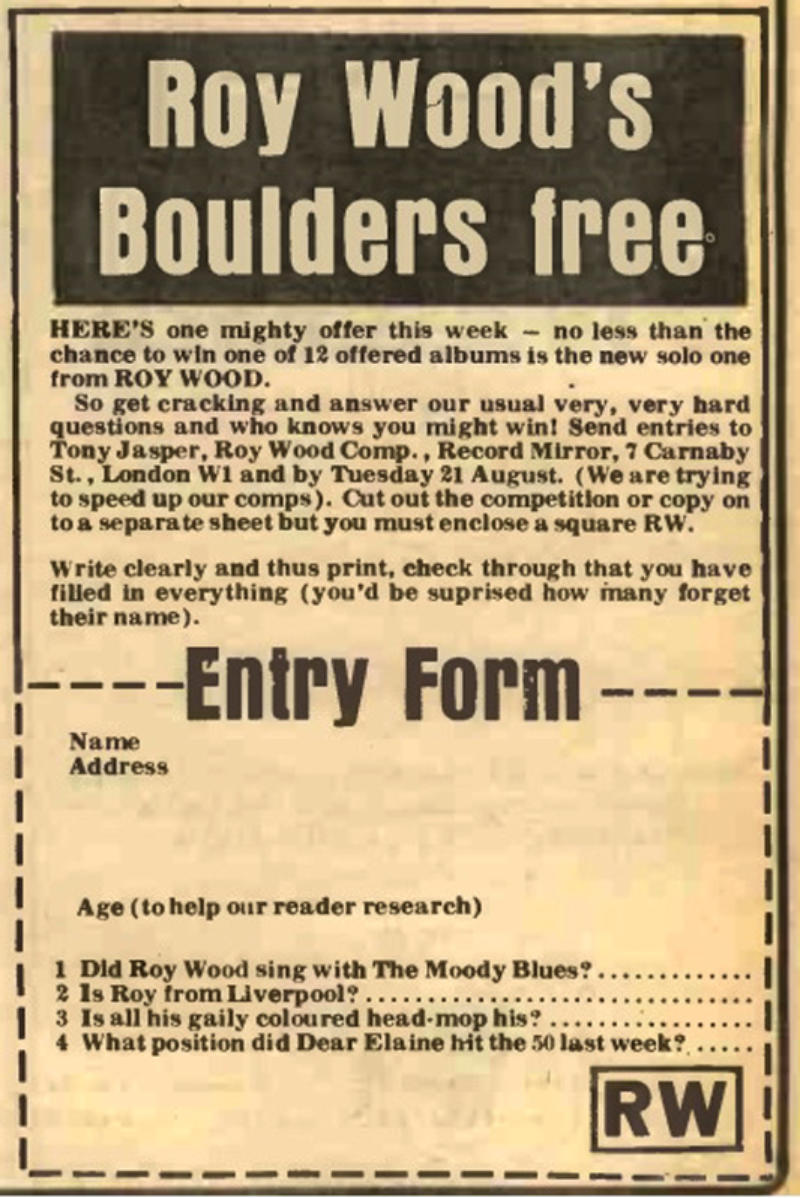 Roy Wood's
Boulders free
HERE'S one mighty offer this week — no less than the
chance to win one of 12 offered albums is the new solo one
from ROY WOOD.
So get cracking and answer our usual very, very hard
questions and who knows you might win! Send entries to
Tony Jasper, Roy Wood Comp., Record Mirror, 7 Carnaby
St., London W1 and by Tuesday 21 August. (We are trying
to speed up our comps). Cut out the competition or copy on
to a separate sheet but you must enclose a square RW.
Write clearly and thus print, check through that you have
filled in everything (you'd be suprised how many forget
their name).
Entry Form
Name
Address
Age (to help our reader research)
1 Did Roy Wood sing with The Moody Blues?.............
2 Is Roy from Liverpool?.................................
3 Is all his gaily coloured head-mop his?.................
4 What position did Dear Elaine hit the 50 last week?......
RW